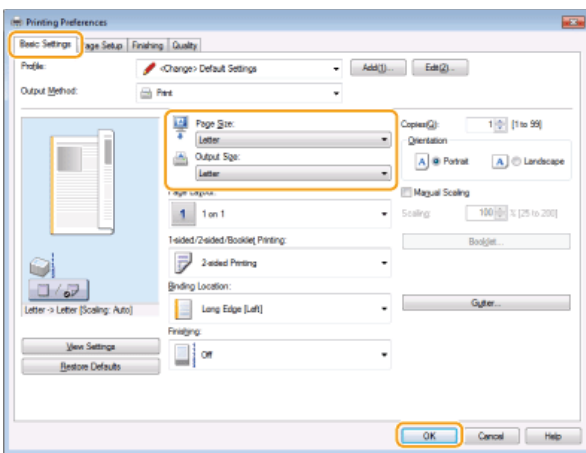 Printing Preferences
Basic Settings Page Setup Finishing Quality
Profile: <Change> Default Settings Add(1)... Edit(2)...
Output Method: Print
Page Size: Copies(Q): 1 [1 to 99]
Letter Orientation
Output Size: A Portrait A Landscape
Letter
Page Layout: Manual Scaling
1 1 on 1 Scaling: 100 % [25 to 200]
1-sided/2-sided/Booklet Printing: Booklet...
2-sided Printing
Binding Location:
Long Edge [Left] Gutter...
Letter -> Letter [Scaling: Auto]
Finishing:
View Settings Off
Restore Defaults
OK Cancel Help